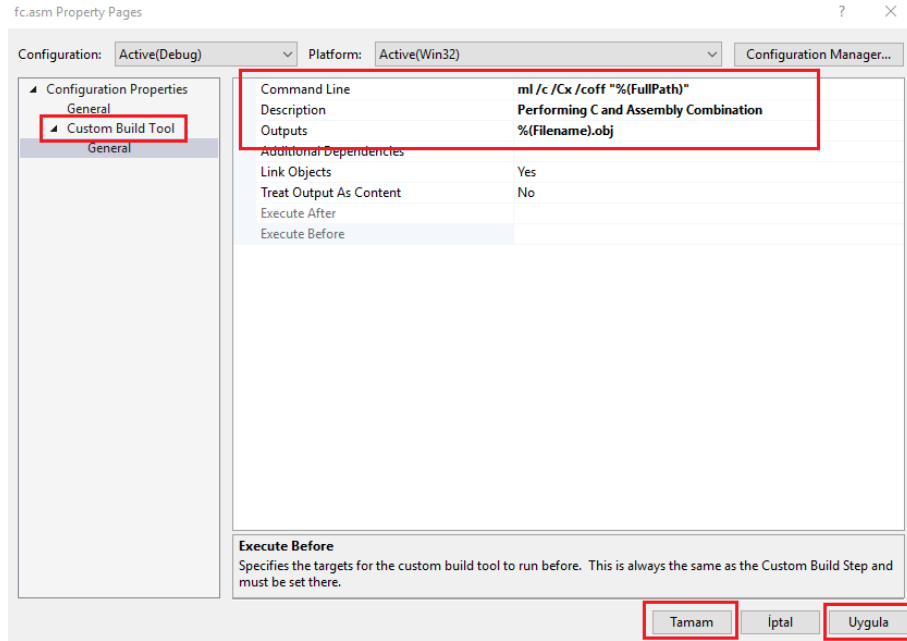 fc.asm Property Pages
? ×
Configuration: Active(Debug) Platform: Active(Win32) Configuration Manager...
Configuration Properties
General
Custom Build Tool
General
Command Line ml /c /Cx /coff "%(FullPath)"
Description Performing C and Assembly Combination
Outputs %(Filename).obj
Additional Dependencies
Link Objects Yes
Treat Output As Content No
Execute After
Execute Before
Execute Before
Specifies the targets for the custom build tool to run before. This is always the same as the Custom Build Step and
must be set there.
Tamam İptal Uygula